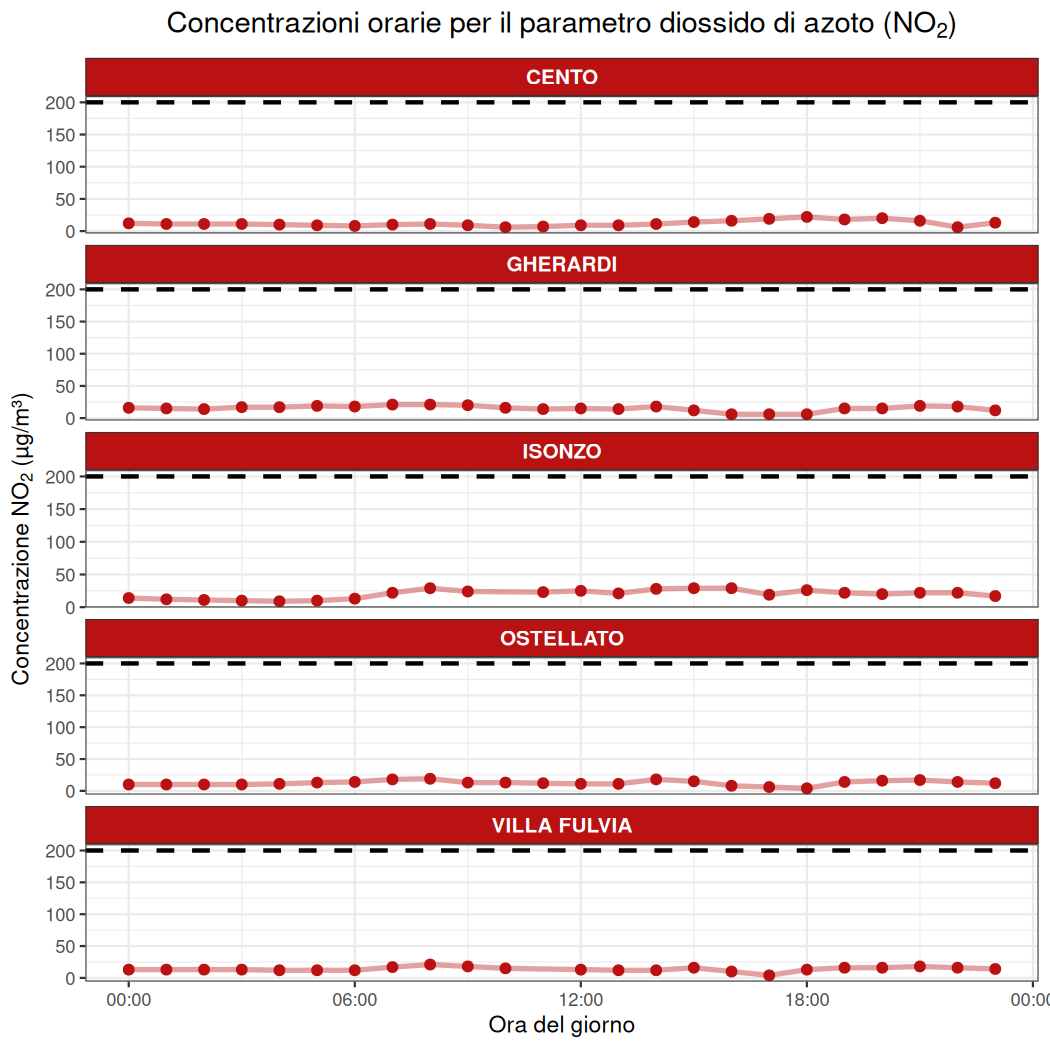 Concentrazioni orarie per il parametro diossido di azoto (NO₂)
Concentrazione NO₂ (µg/m³)
CENTO
200
150
100
50
0
GHERARDI
200
150
100
50
0
ISONZO
200
150
100
50
0
OSTELLATO
200
150
100
50
0
VILLA FULVIA
200
150
100
50
0
00:00 06:00 12:00 18:00 00:0
Ora del giorno